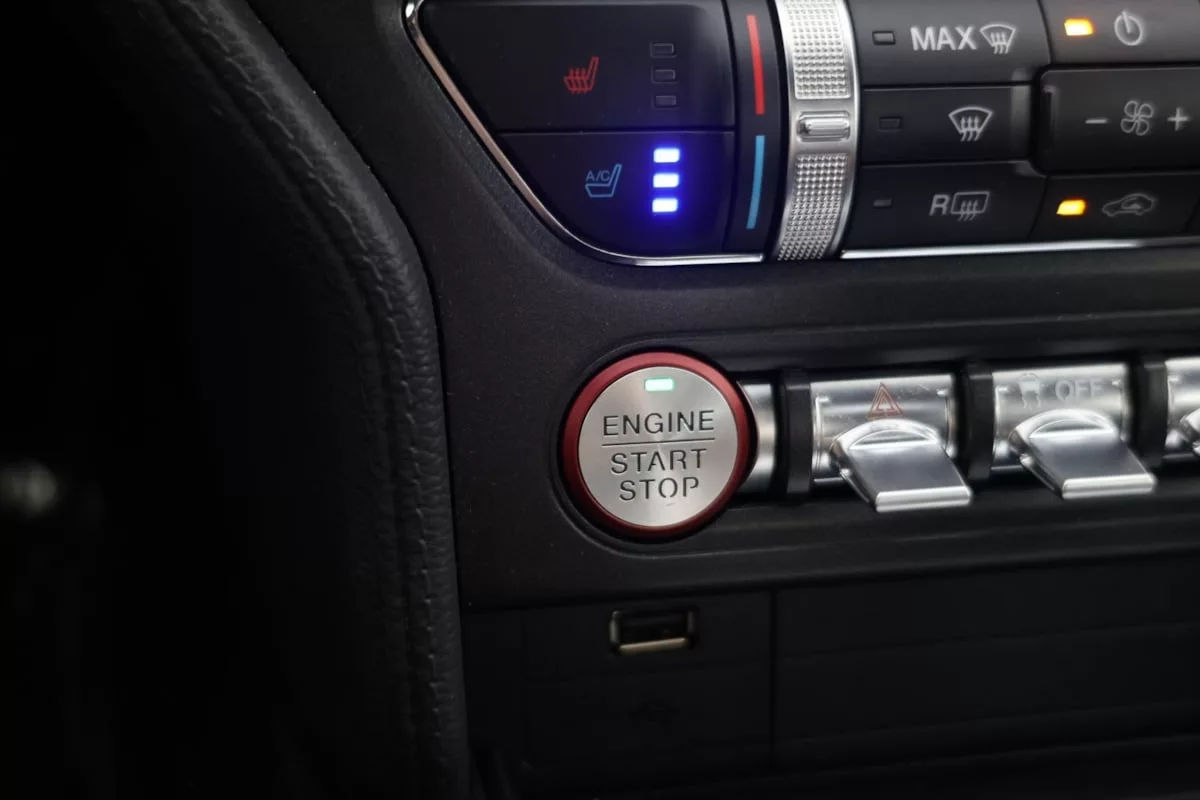 MAX
A/C
− +
R
ENGINE
START
STOP
OFF